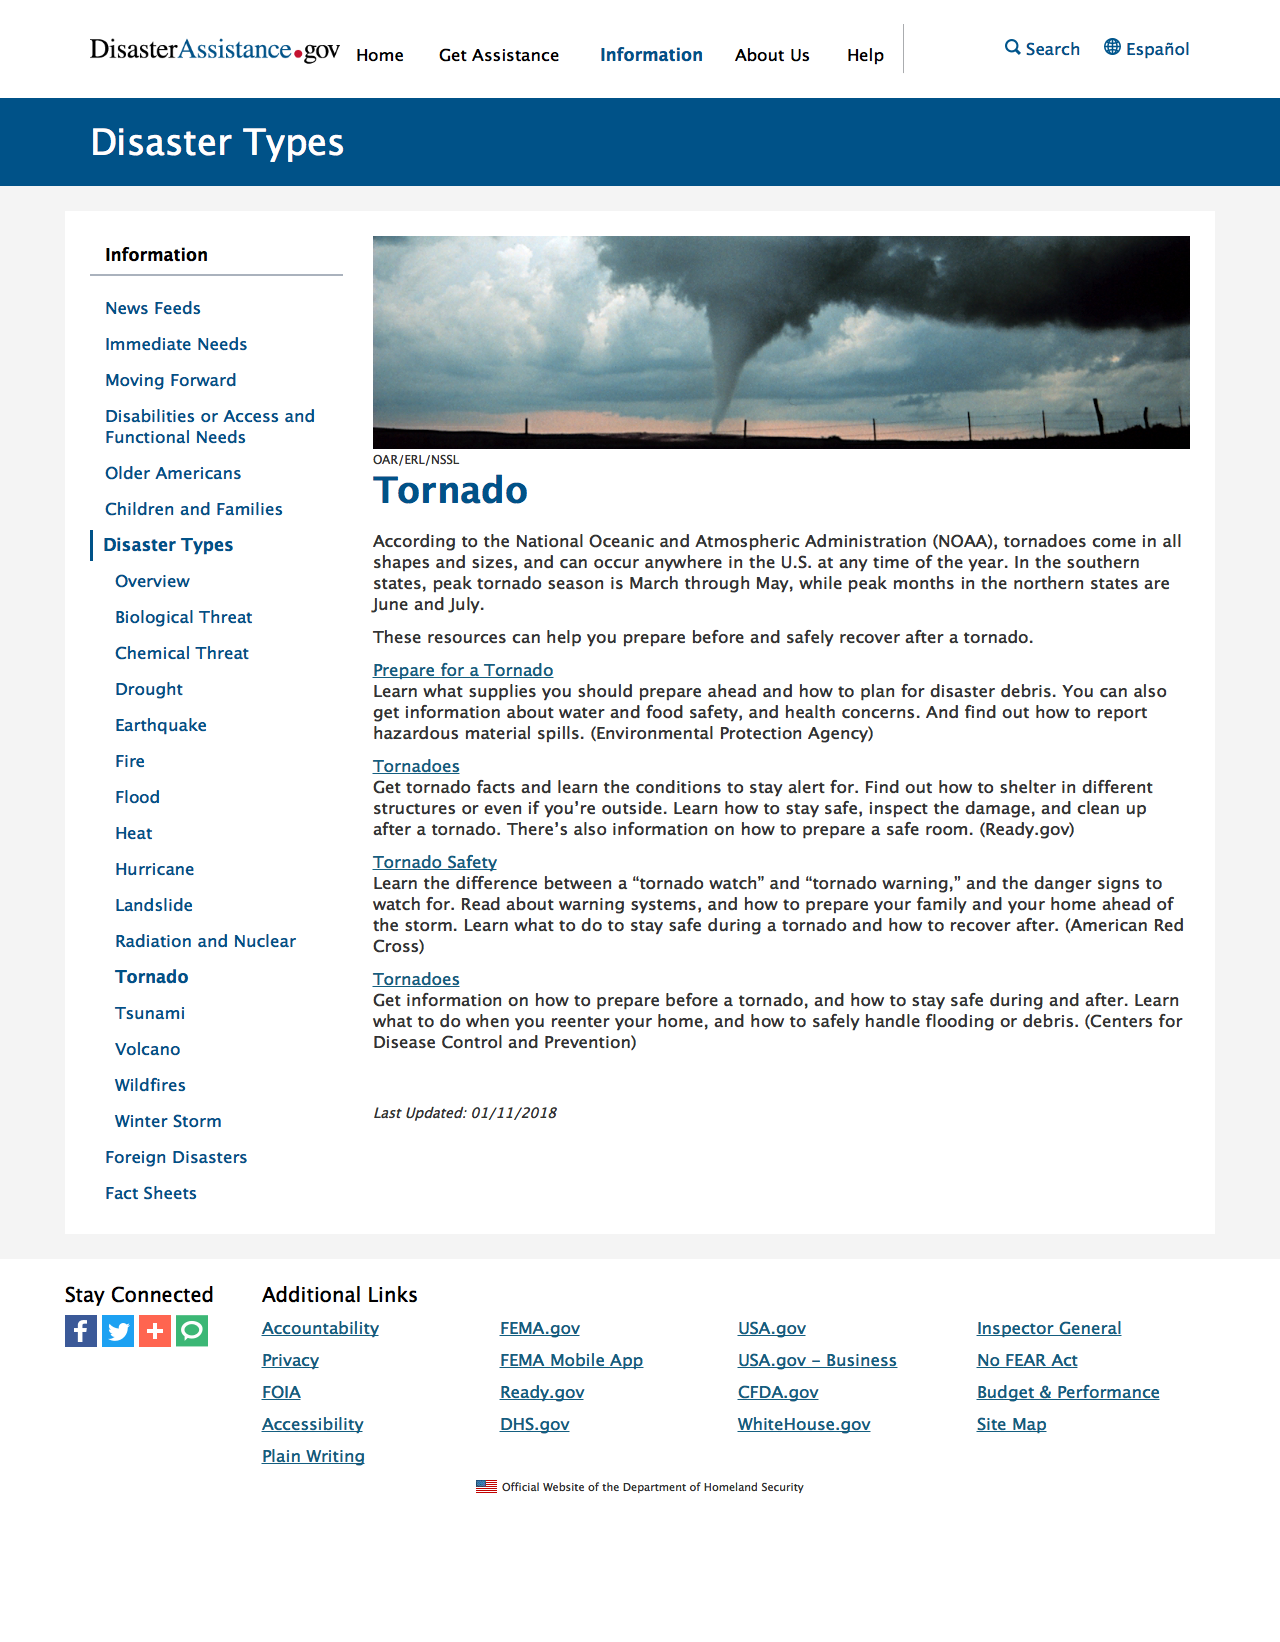 DisasterAssistance.gov
Home
Get Assistance
Information
About Us
Help
Search
Español
Disaster Types
Information
News Feeds
Immediate Needs
Moving Forward
Disabilities or Access and
Functional Needs
Older Americans
Children and Families
Disaster Types
Overview
Biological Threat
Chemical Threat
Drought
Earthquake
Fire
Flood
Heat
Hurricane
Landslide
Radiation and Nuclear
Tornado
Tsunami
Volcano
Wildfires
Winter Storm
Foreign Disasters
Fact Sheets
OAR/ERL/NSSL
Tornado
According to the National Oceanic and Atmospheric Administration (NOAA), tornadoes come in all
shapes and sizes, and can occur anywhere in the U.S. at any time of the year. In the southern
states, peak tornado season is March through May, while peak months in the northern states are
June and July.
These resources can help you prepare before and safely recover after a tornado.
Prepare for a Tornado
Learn what supplies you should prepare ahead and how to plan for disaster debris. You can also
get information about water and food safety, and health concerns. And find out how to report
hazardous material spills. (Environmental Protection Agency)
Tornadoes
Get tornado facts and learn the conditions to stay alert for. Find out how to shelter in different
structures or even if you’re outside. Learn how to stay safe, inspect the damage, and clean up
after a tornado. There’s also information on how to prepare a safe room. (Ready.gov)
Tornado Safety
Learn the difference between a “tornado watch” and “tornado warning,” and the danger signs to
watch for. Read about warning systems, and how to prepare your family and your home ahead of
the storm. Learn what to do to stay safe during a tornado and how to recover after. (American Red
Cross)
Tornadoes
Get information on how to prepare before a tornado, and how to stay safe during and after. Learn
what to do when you reenter your home, and how to safely handle flooding or debris. (Centers for
Disease Control and Prevention)
Last Updated: 01/11/2018
Stay Connected
Additional Links
Accountability
Privacy
FOIA
Accessibility
Plain Writing
FEMA.gov
FEMA Mobile App
Ready.gov
DHS.gov
USA.gov
USA.gov – Business
CFDA.gov
WhiteHouse.gov
Inspector General
No FEAR Act
Budget & Performance
Site Map
Official Website of the Department of Homeland Security